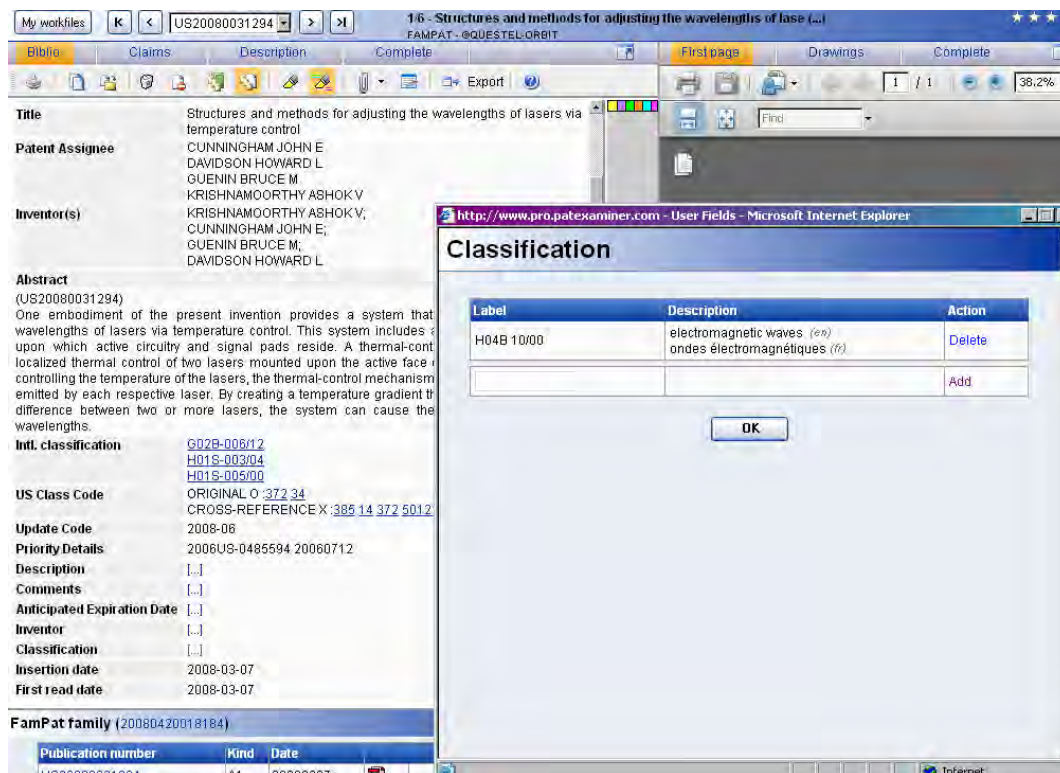 My workfiles K < US20080031294 > >| 1/6 - Structures and methods for adjusting the wavelengths of lase (...)
FAMPAT - ©QUESTEL-ORBIT
Biblio Claims Description Complete First page Drawings Complete
Export 1 / 1 38.2%
Find
Title Structures and methods for adjusting the wavelengths of lasers via
temperature control
Patent Assignee CUNNINGHAM JOHN E
DAVIDSON HOWARD L
GUENIN BRUCE M
KRISHNAMOORTHY ASHOK V
Inventor(s) KRISHNAMOORTHY ASHOK V;
CUNNINGHAM JOHN E;
GUENIN BRUCE M;
DAVIDSON HOWARD L
Abstract
(US20080031294)
One embodiment of the present invention provides a system that
wavelengths of lasers via temperature control. This system includes
upon which active circuitry and signal pads reside. A thermal-cont
localized thermal control of two lasers mounted upon the active face
controlling the temperature of the lasers, the thermal-control mechanism
emitted by each respective laser. By creating a temperature gradient
difference between two or more lasers, the system can cause the
wavelengths.
Intl. classification G02B-006/12
H01S-003/04
H01S-005/00
US Class Code ORIGINAL O :372 34
CROSS-REFERENCE X :385 14 372 5012
Update Code 2008-06
Priority Details 2006US-0485594 20060712
Description [...]
Comments [...]
Anticipated Expiration Date [...]
Inventor [...]
Classification [...]
Insertion date 2008-03-07
First read date 2008-03-07
FamPat family (20080420018184)
Publication number Kind Date
http://www.pro.patexaminer.com - User Fields - Microsoft Internet Explorer
Classification
Label Description Action
H04B 10/00 electromagnetic waves (en) Delete
ondes électromagnétiques (fr)
Add
OK
Internet